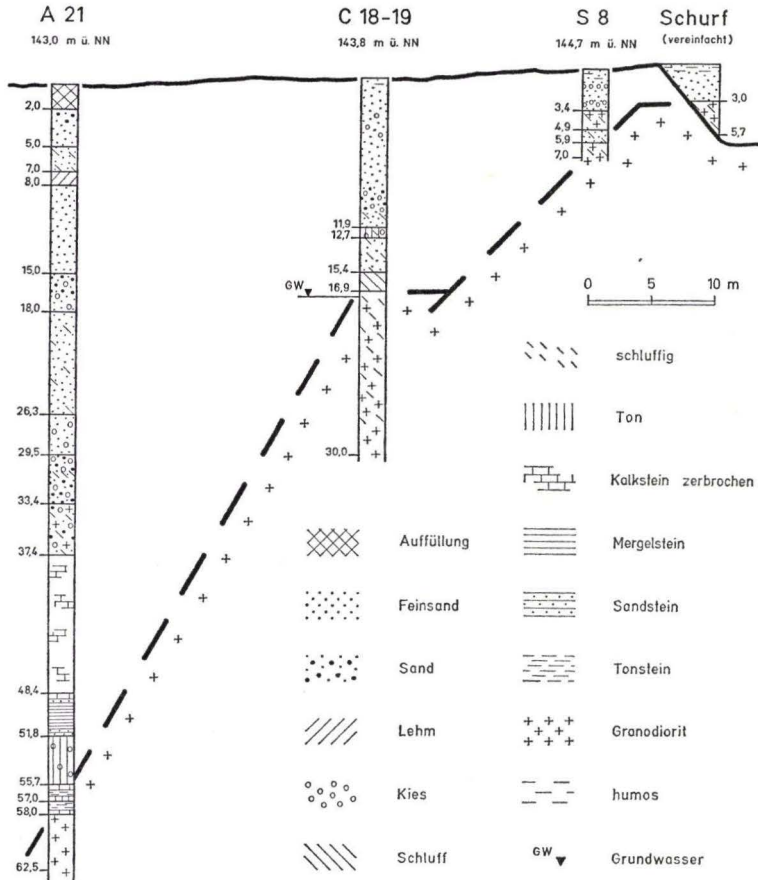 A 21
143,0 m ü. NN
C 18-19
143,8 m ü. NN
S 8
144,7 m ü. NN
Schurf
(vereinfacht)
2,0
5,0
7,0
8,0
15,0
18,0
26,3
29,5
33,4
37,4
48,4
51,8
55,7
57,0
58,0
62,5
11,9
12,7
15,4
16,9
GW
30,0
3,4
4,9
5,9
7,0
3,0
5,7
0 5 10 m
schluffig
Ton
Kalkstein zerbrochen
Auffüllung
Mergelstein
Feinsand
Sandstein
Sand
Tonstein
Lehm
Granodiorit
Kies
humos
Schluff
GW
Grundwasser